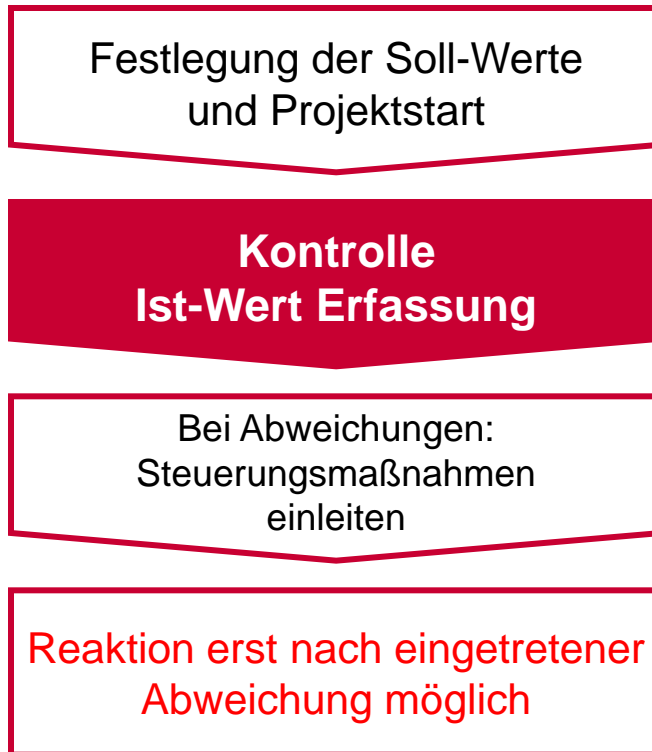 Festlegung der Soll-Werte
und Projektstart
Kontrolle
Ist-Wert Erfassung
Bei Abweichungen:
Steuerungsmaßnahmen
einleiten
Reaktion erst nach eingetretener
Abweichung möglich